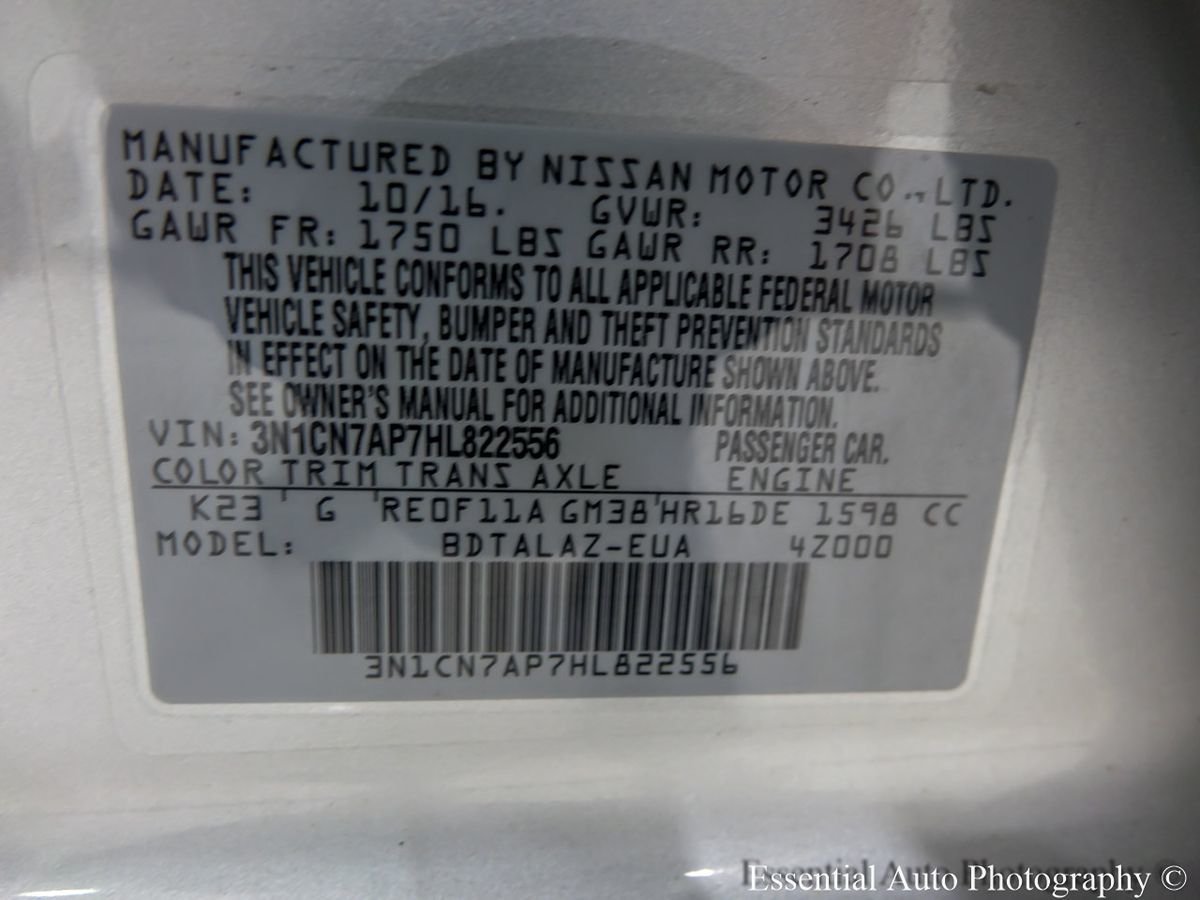 MANUFACTURED BY NISSAN MOTOR CO., LTD.
DATE: 10/16. GVWR: 3426 LBS
GAWR FR: 1750 LBS GAWR RR: 1708 LBS
THIS VEHICLE CONFORMS TO ALL APPLICABLE FEDERAL MOTOR
VEHICLE SAFETY, BUMPER AND THEFT PREVENTION STANDARDS
IN EFFECT ON THE DATE OF MANUFACTURE SHOWN ABOVE.
SEE OWNER'S MANUAL FOR ADDITIONAL INFORMATION.
VIN: 3N1CN7AP7HL822556 PASSENGER CAR.
COLOR TRIM TRANS AXLE ENGINE
K23 ' G 'RE0F11A GM38'HR16DE 1598 CC
MODEL: BDTALAZ-EUA 4Z000
3N1CN7AP7HL822556
Essential Auto Photography ©